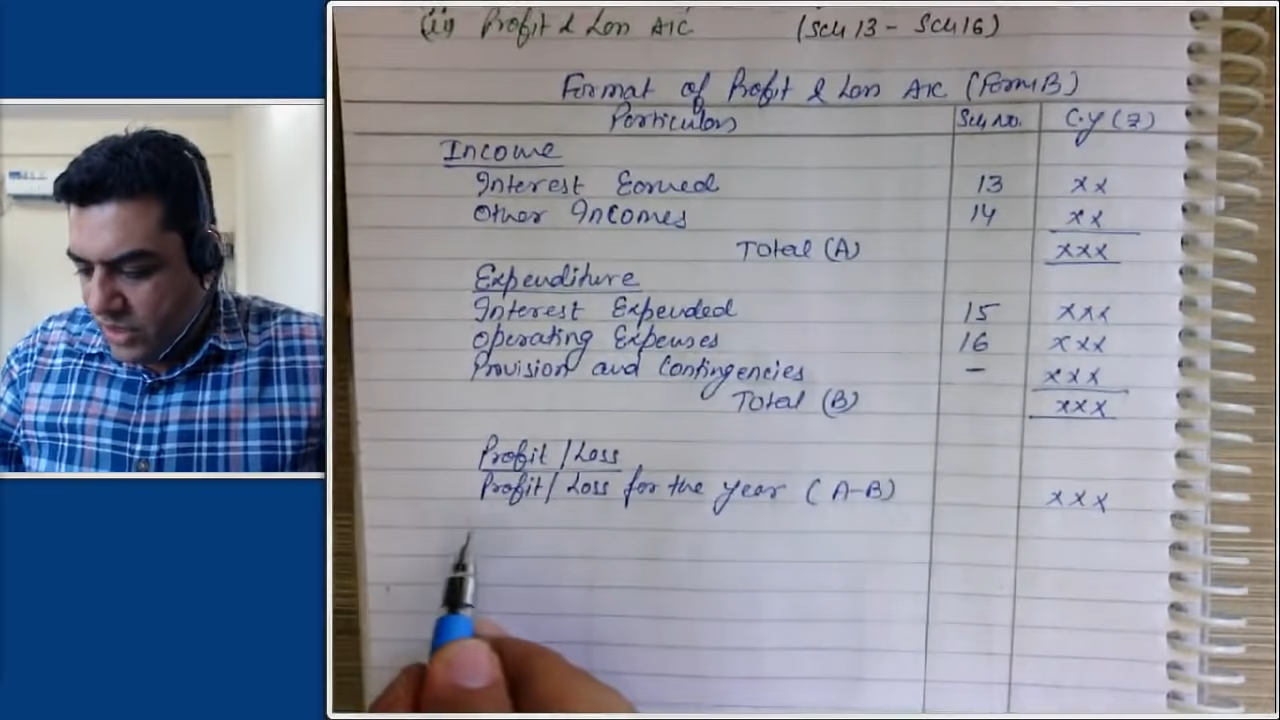 (ii) Profit & Loss A/C (Sch 13 - Sch 16)
Format of Profit & Loss A/C (Form B)
Particulars Sch No. C.Y (₹)
Income
Interest Earned 13 xx
Other Incomes 14 xx
Total (A) xxx
Expenditure
Interest Expended 15 xxx
Operating Expenses 16 xxx
Provision and Contingencies - xxx
Total (B) xxx
Profit / Loss
Profit / Loss for the year (A-B) xxx